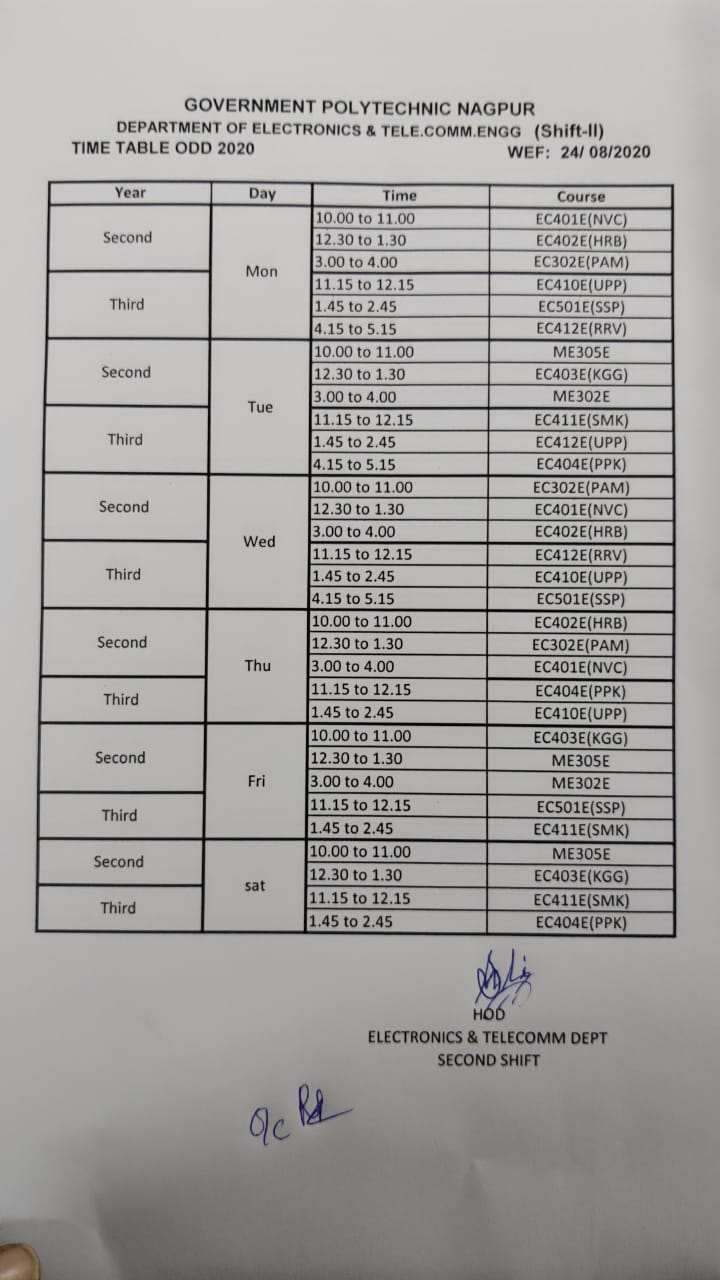 GOVERNMENT POLYTECHNIC NAGPUR
DEPARTMENT OF ELECTRONICS & TELE.COMM.ENGG (Shift-II)
TIME TABLE ODD 2020 WEF: 24/ 08/2020
Year Day Time Course
Second Mon 10.00 to 11.00 EC401E(NVC)
12.30 to 1.30 EC402E(HRB)
3.00 to 4.00 EC302E(PAM)
Third 11.15 to 12.15 EC410E(UPP)
1.45 to 2.45 EC501E(SSP)
4.15 to 5.15 EC412E(RRV)
Second Tue 10.00 to 11.00 ME305E
12.30 to 1.30 EC403E(KGG)
3.00 to 4.00 ME302E
Third 11.15 to 12.15 EC411E(SMK)
1.45 to 2.45 EC412E(UPP)
4.15 to 5.15 EC404E(PPK)
Second Wed 10.00 to 11.00 EC302E(PAM)
12.30 to 1.30 EC401E(NVC)
3.00 to 4.00 EC402E(HRB)
Third 11.15 to 12.15 EC412E(RRV)
1.45 to 2.45 EC410E(UPP)
4.15 to 5.15 EC501E(SSP)
Second Thu 10.00 to 11.00 EC402E(HRB)
12.30 to 1.30 EC302E(PAM)
3.00 to 4.00 EC401E(NVC)
Third 11.15 to 12.15 EC404E(PPK)
1.45 to 2.45 EC410E(UPP)
Second Fri 10.00 to 11.00 EC403E(KGG)
12.30 to 1.30 ME305E
3.00 to 4.00 ME302E
Third 11.15 to 12.15 EC501E(SSP)
1.45 to 2.45 EC411E(SMK)
Second sat 10.00 to 11.00 ME305E
12.30 to 1.30 EC403E(KGG)
Third 11.15 to 12.15 EC411E(SMK)
1.45 to 2.45 EC404E(PPK)
HOD
ELECTRONICS & TELECOMM DEPT
SECOND SHIFT